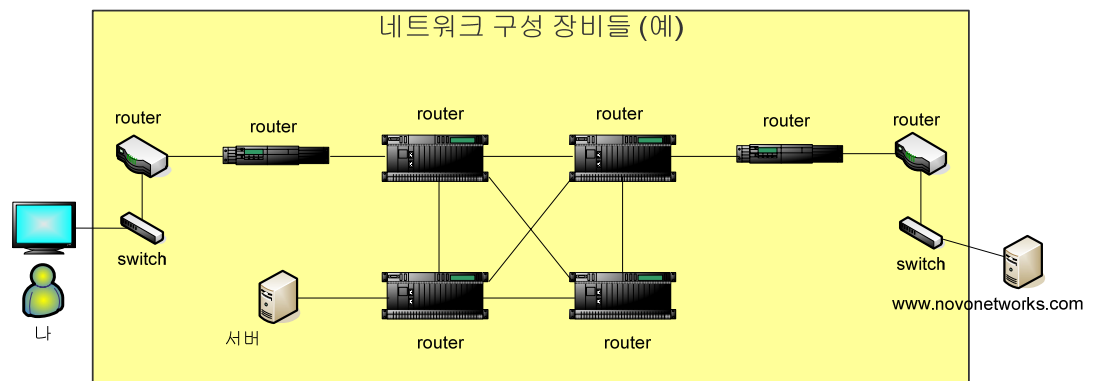 네트워크 구성 장비들 (예)
router
router
router
router
router
router
switch
나
서버
router
router
switch
www.novonetworks.com